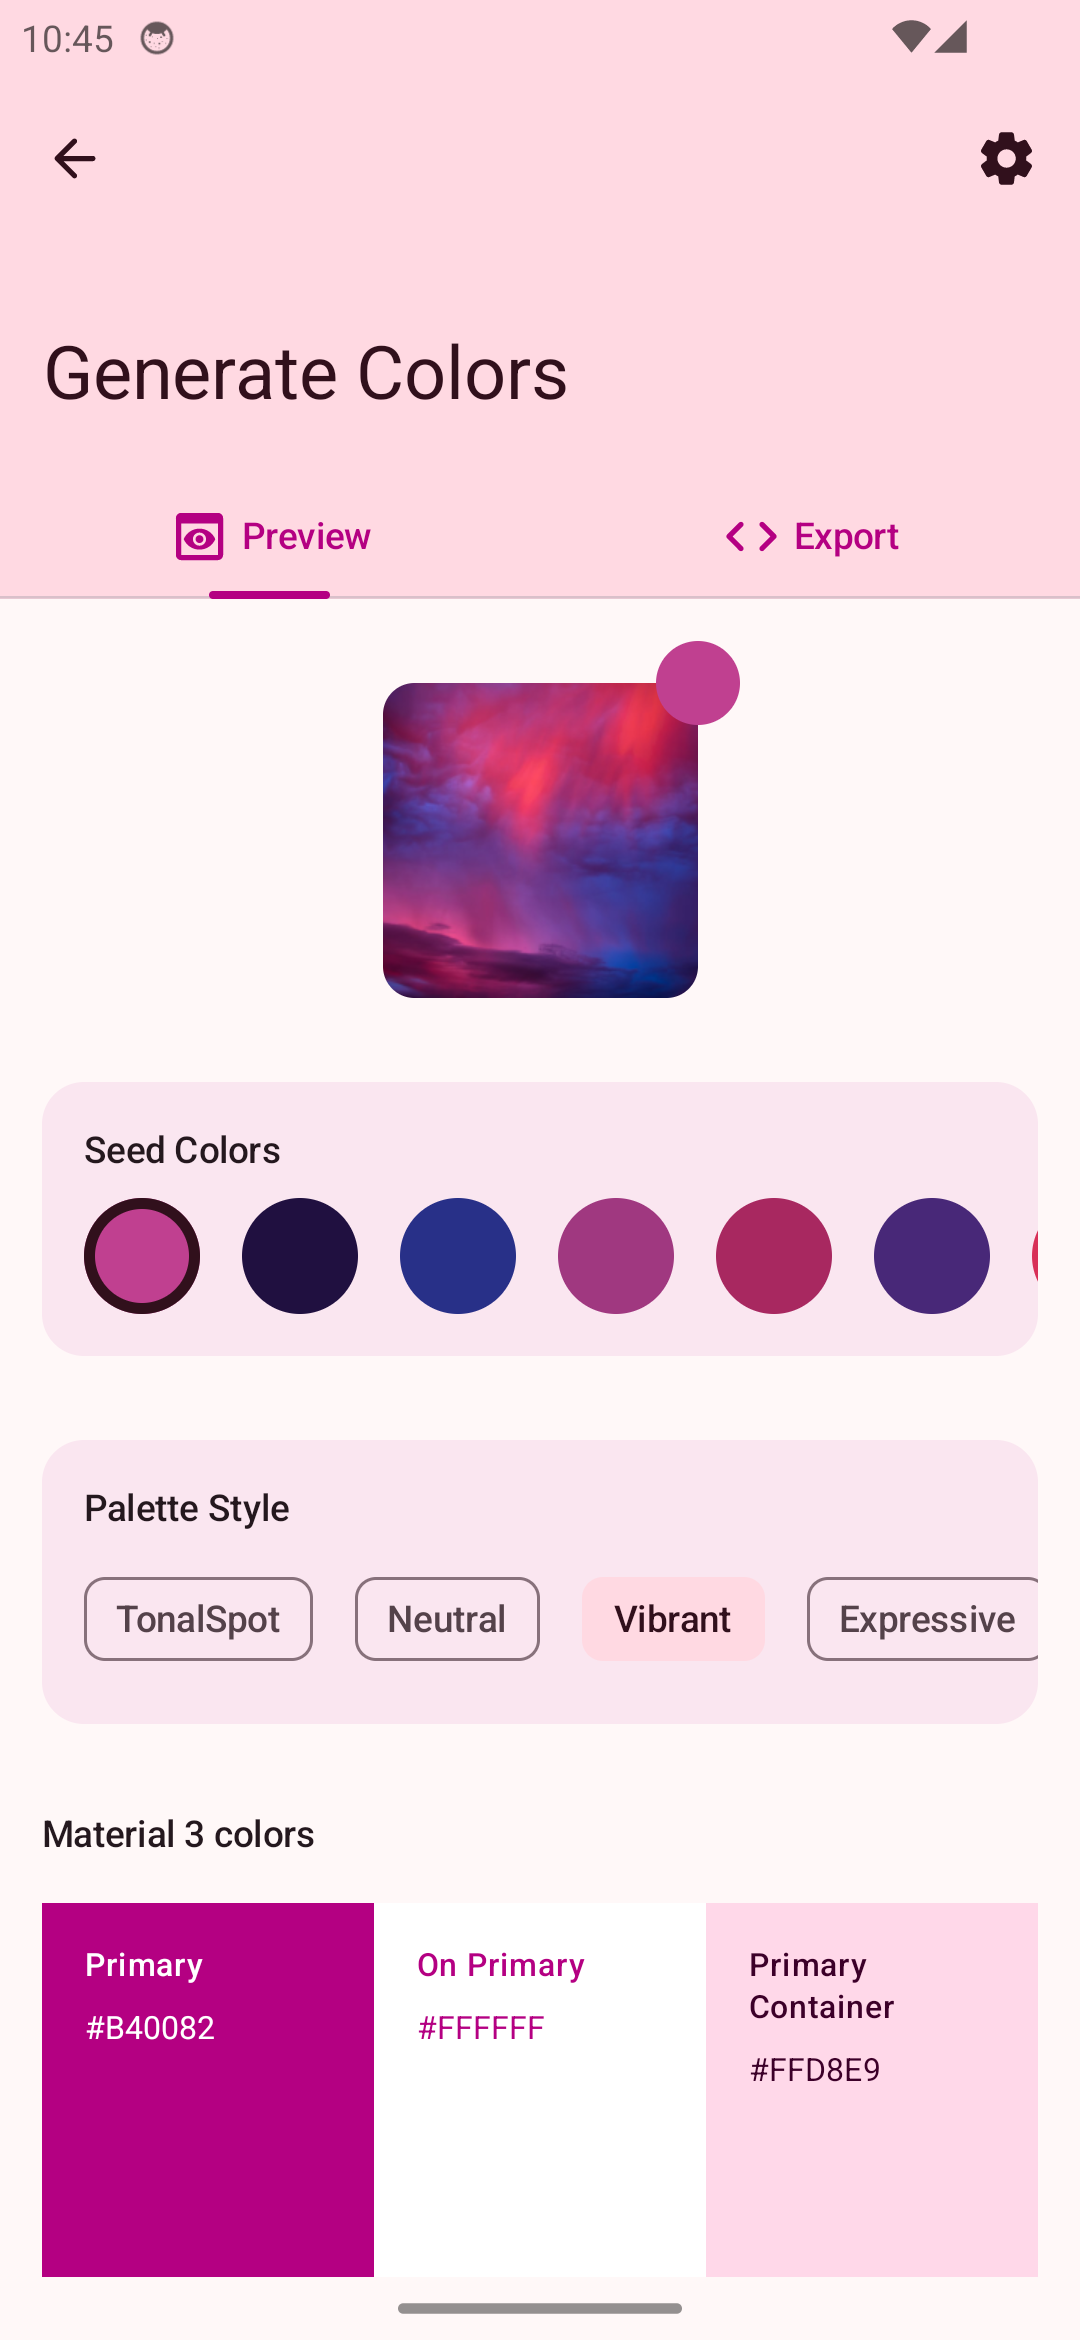 10:45
Generate Colors
Preview
Export
Seed Colors
Palette Style
TonalSpot
Neutral
Vibrant
Expressive
Material 3 colors
Primary
#B40082
On Primary
#FFFFFF
Primary
Container
#FFD8E9